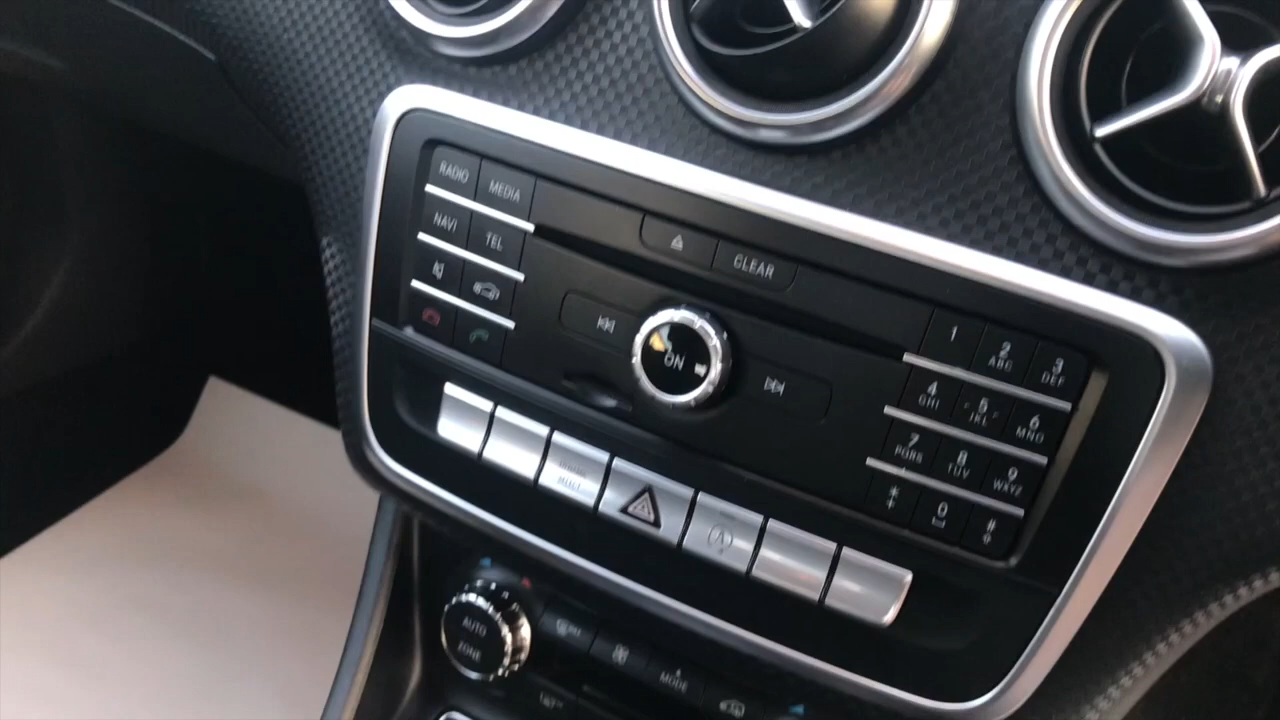 RADIO
MEDIA
NAVI
TEL
CLEAR
ON
1
2
ABC
3
DEF
4
GHI
5
JKL
6
MNO
7
PQRS
8
TUV
9
WXYZ
*
+
0
#
SELECT
A
AUTO
ZONE
MODE